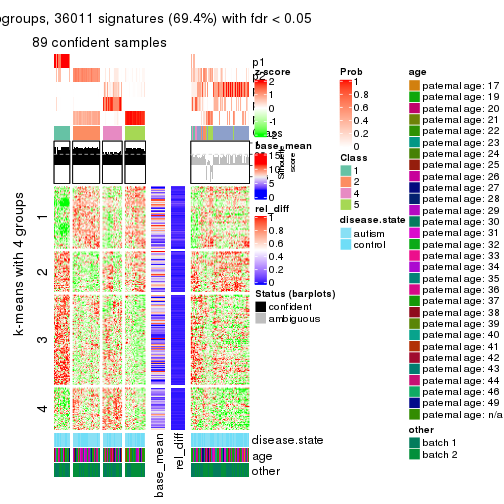 ogroups, 36011 signatures (69.4%) with fdr < 0.05
89 confident samples
p1
z-score
2
1
0
-1
-2
base_mean
15
10
5
0
Silhouette
score
rel_diff
1
0.8
0.6
0.4
0.2
0
Status (barplots)
confident
ambiguous
Prob
1
0.8
0.6
0.4
0.2
0
Class
1
2
4
5
disease.state
autism
control
age
paternal age: 17
paternal age: 19
paternal age: 20
paternal age: 21
paternal age: 22
paternal age: 23
paternal age: 24
paternal age: 25
paternal age: 26
paternal age: 27
paternal age: 28
paternal age: 29
paternal age: 30
paternal age: 31
paternal age: 32
paternal age: 33
paternal age: 34
paternal age: 35
paternal age: 36
paternal age: 37
paternal age: 38
paternal age: 39
paternal age: 40
paternal age: 41
paternal age: 42
paternal age: 43
paternal age: 44
paternal age: 46
paternal age: 49
paternal age: n/a
other
batch 1
batch 2
k-means with 4 groups
1
2
3
4
disease.state
age
other
base_mean
rel_diff